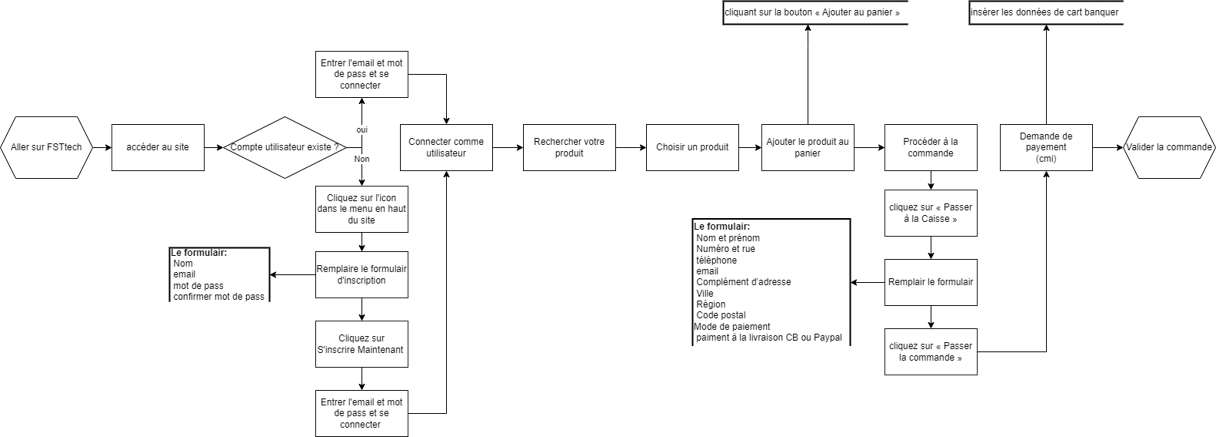 cliquant sur la bouton « Ajouter au panier »
insérer les données de cart banquer
Entrer l'email et mot
de pass et se
connecter
oui
Aller sur FSTtech
accéder au site
Compte utilisateur existe ?
Non
Connecter comme
utilisateur
Rechercher votre
produit
Choisir un produit
Ajouter le produit au
panier
Procéder à la
commande
Demande de
payement
(cmi)
Valider la commande
Cliquez sur l'icon
dans le menu en haut
du site
cliquez sur « Passer
à la Caisse »
Le formulair:
Nom
email
mot de pass
confirmer mot de pass
Remplaire le formulair
d'inscription
Le formulair:
Nom et prénom
Numéro et rue
téléphone
email
Complément d'adresse
Ville
Région
Code postal
Mode de paiement
paiment à la livraison CB ou Paypal
Remplair le formulair
Cliquez sur
S'inscrire Maintenant
cliquez sur « Passer
la commande »
Entrer l'email et mot
de pass et se
connecter